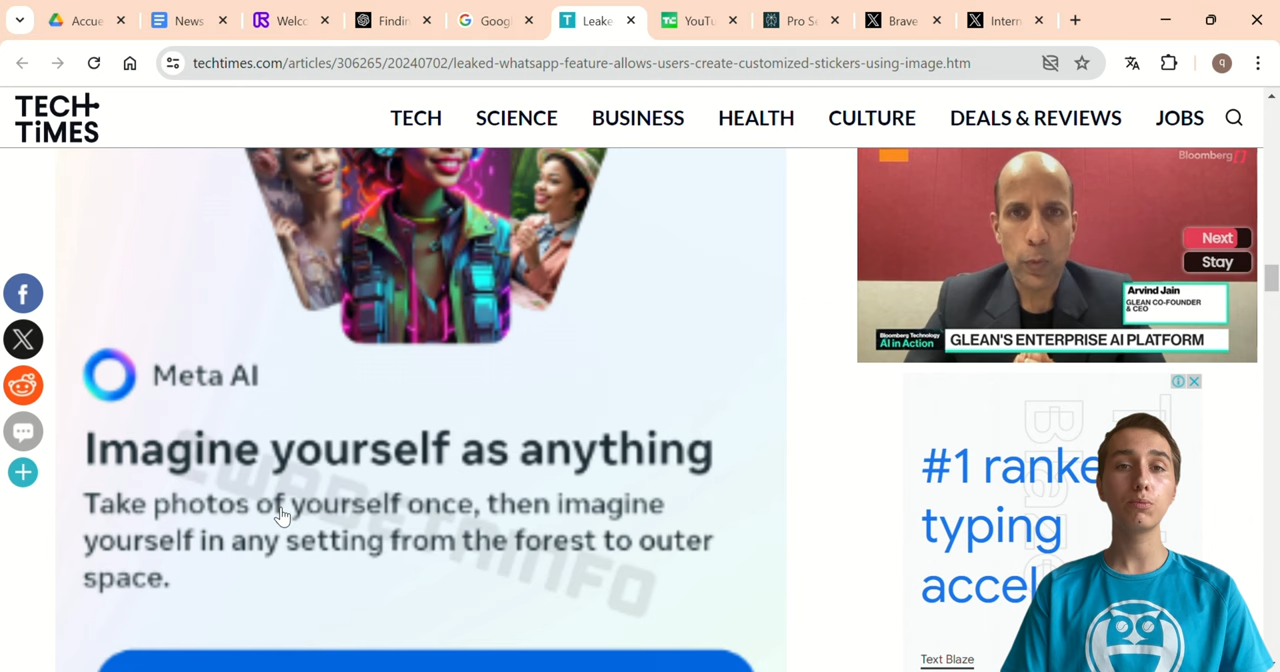 Accue
News
Welc
Findin
Goog
Leake
YouTu
Pro Se
Brave
Intern
techtimes.com/articles/306265/20240702/leaked-whatsapp-feature-allows-users-create-customized-stickers-using-image.htm
q
TECH
TiMES
TECH SCIENCE BUSINESS HEALTH CULTURE DEALS & REVIEWS JOBS
Bloomberg
Next
Stay
Arvind Jain
GLEAN CO-FOUNDER
& CEO
Bloomberg Technology
AI in Action
GLEAN'S ENTERPRISE AI PLATFORM
Meta AI
Imagine yourself as anything
Take photos of yourself once, then imagine
yourself in any setting from the forest to outer
space.
WABETAINFO
#1 ranke
typing
accel
Text Blaze